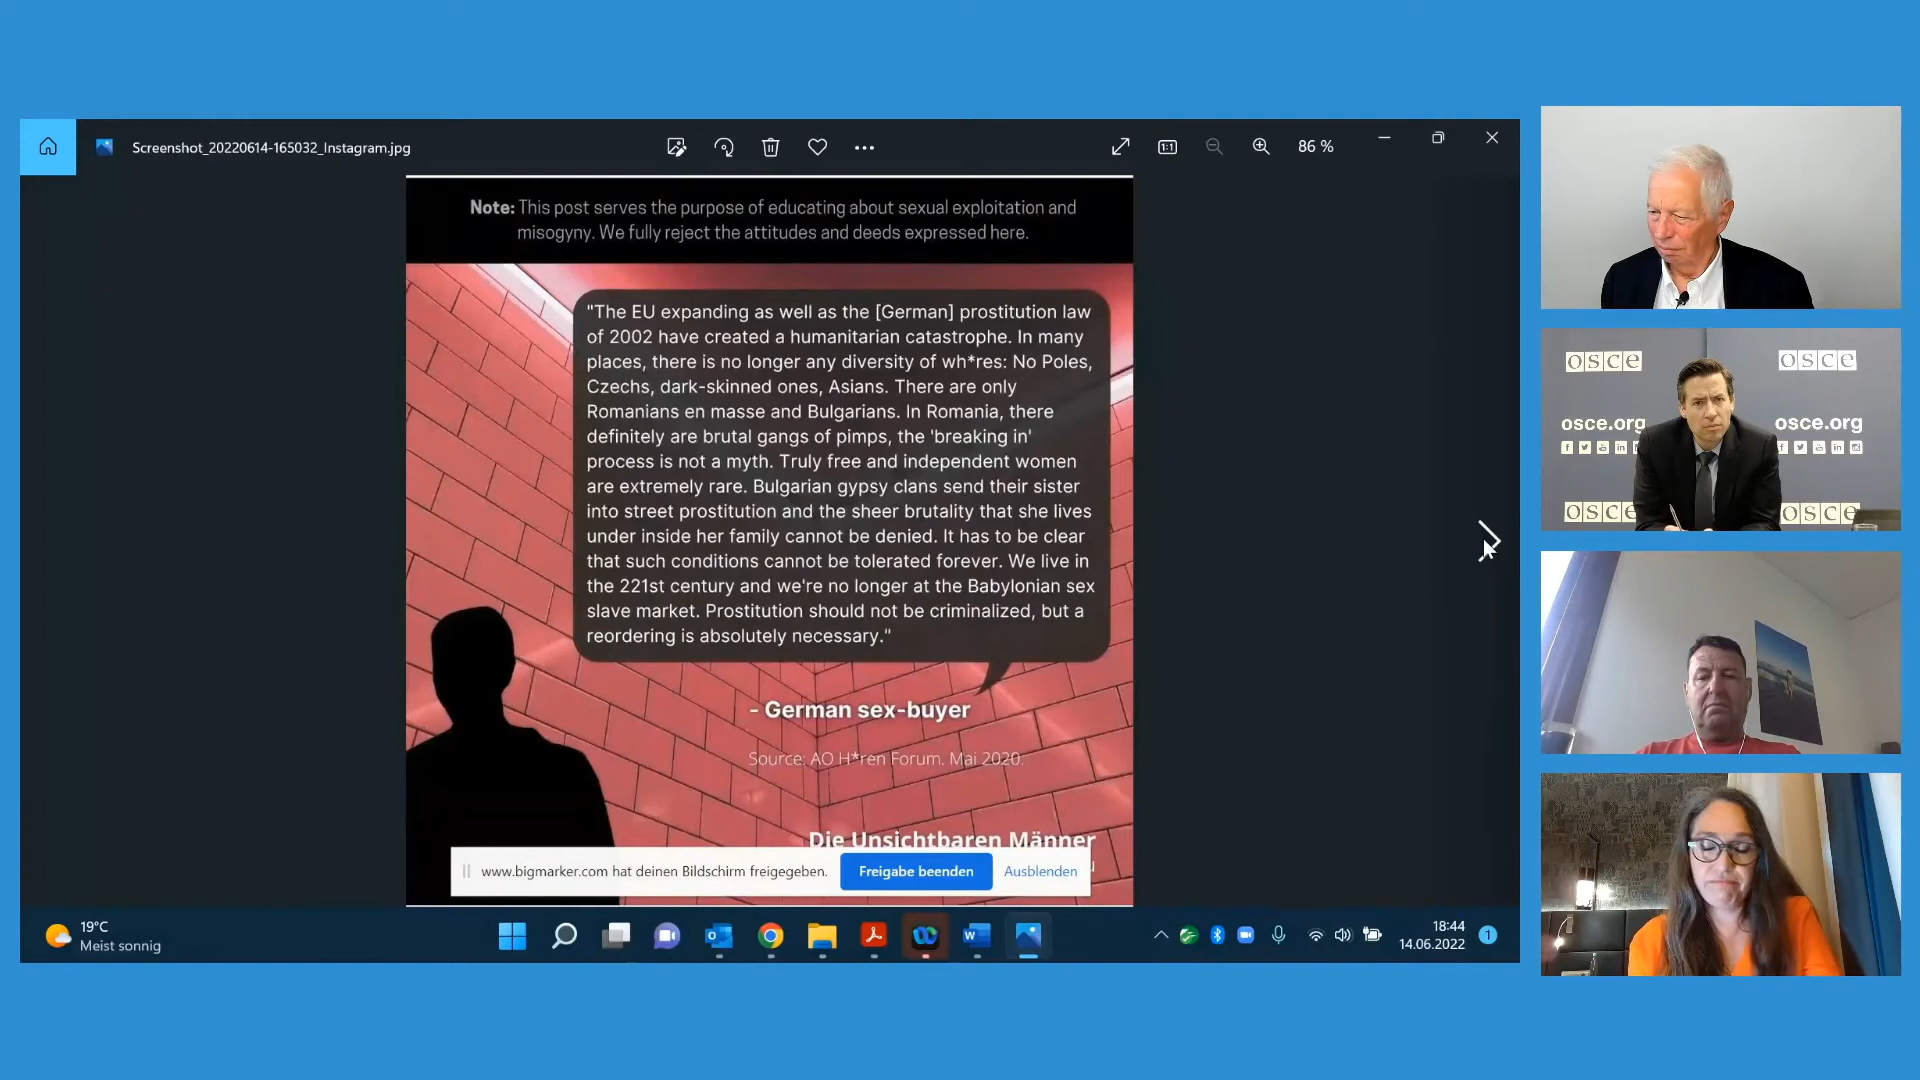 Screenshot_20220614-165032_Instagram.jpg
1:1
86 %
Note: This post serves the purpose of educating about sexual exploitation and
misogyny. We fully reject the attitudes and deeds expressed here.
"The EU expanding as well as the [German] prostitution law
of 2002 have created a humanitarian catastrophe. In many
places, there is no longer any diversity of wh*res: No Poles,
Czechs, dark-skinned ones, Asians. There are only
Romanians en masse and Bulgarians. In Romania, there
definitely are brutal gangs of pimps, the 'breaking in'
process is not a myth. Truly free and independent women
are extremely rare. Bulgarian gypsy clans send their sister
into street prostitution and the sheer brutality that she lives
under inside her family cannot be denied. It has to be clear
that such conditions cannot be tolerated forever. We live in
the 221st century and we're no longer at the Babylonian sex
slave market. Prostitution should not be criminalized, but a
reordering is absolutely necessary."
- German sex-buyer
Source: AO H*ren Forum. Mai 2020.
Die Unsichtbaren Männer
www.bigmarker.com hat deinen Bildschirm freigegeben.
Freigabe beenden
Ausblenden
19°C
Meist sonnig
18:44
14.06.2022
1
osce
osce
osce.org
osce.org
osce
osce